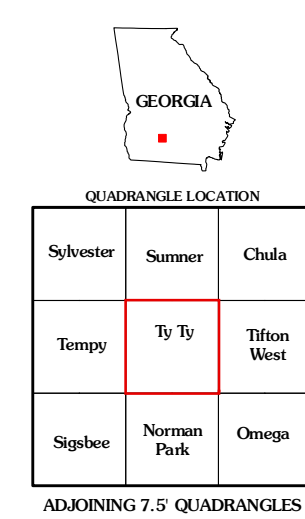 GEORGIA
QUADRANGLE LOCATION
Sylvester
Sumner
Chula
Tempy
Ty Ty
Tifton
West
Sigsbee
Norman
Park
Omega
ADJOINING 7.5' QUADRANGLES